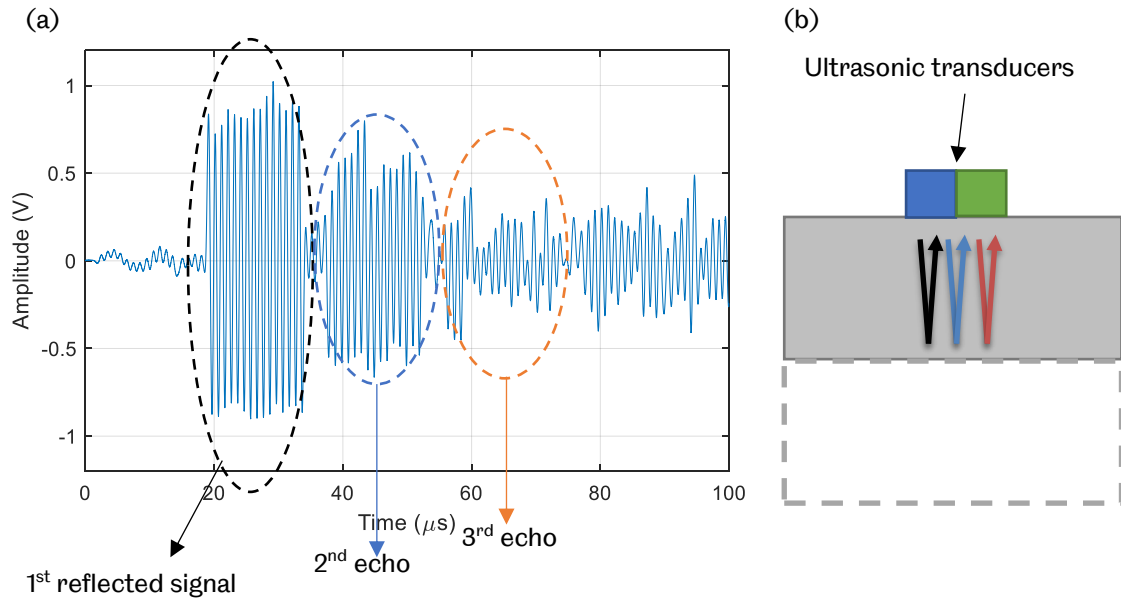 (a)
(b)
Ultrasonic transducers
1
0.5
0
-0.5
-1
Amplitude (V)
0
20
40
60
80
100
Time (μs)
3rd echo
2nd echo
1st reflected signal